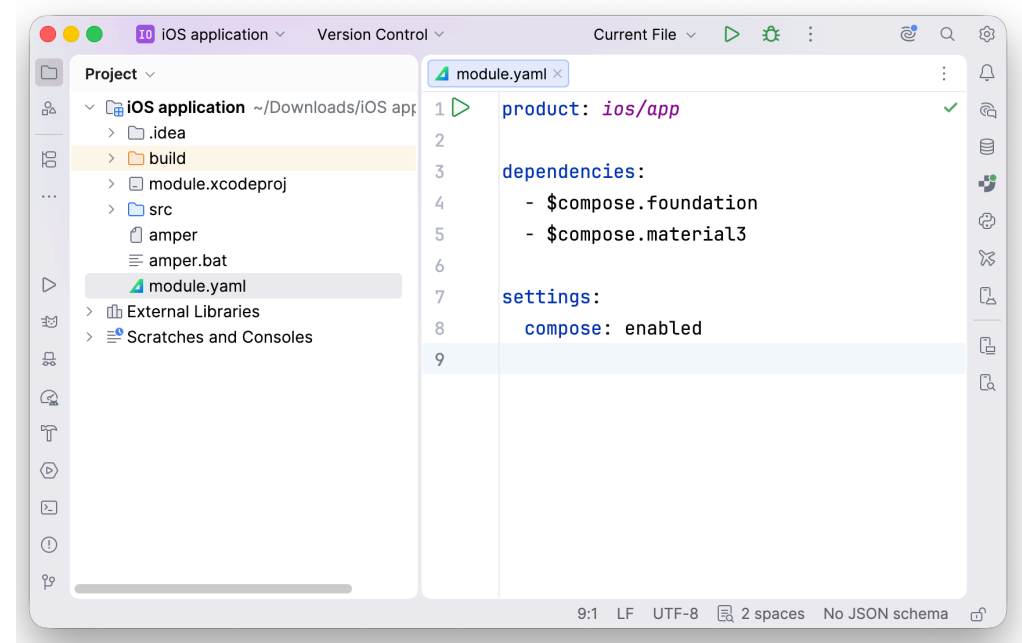 IO iOS application Version Control Current File
Project
module.yaml
iOS application ~/Downloads/iOS app
.idea
build
module.xcodeproj
src
amper
amper.bat
module.yaml
External Libraries
Scratches and Consoles
1 product: ios/app
2
3 dependencies:
4 - $compose.foundation
5 - $compose.material3
6
7 settings:
8 compose: enabled
9
9:1 LF UTF-8 2 spaces No JSON schema